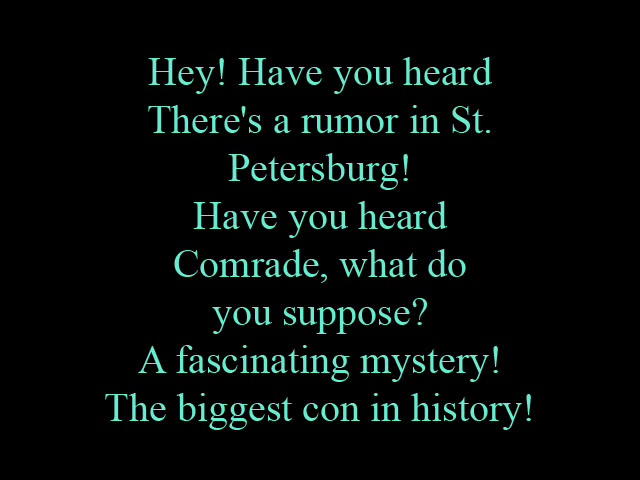 Hey! Have you heard
There's a rumor in St.
Petersburg!
Have you heard
Comrade, what do
you suppose?
A fascinating mystery!
The biggest con in history!